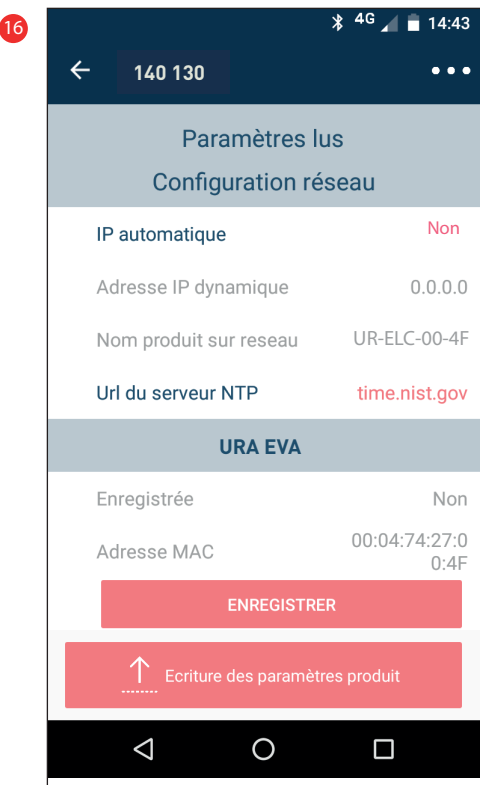 16
4G 14:43
140 130
Paramètres lus
Configuration réseau
IP automatique Non
Adresse IP dynamique 0.0.0.0
Nom produit sur reseau UR-ELC-00-4F
Url du serveur NTP time.nist.gov
URA EVA
Enregistrée Non
Adresse MAC 00:04:74:27:0
0:4F
ENREGISTRER
Ecriture des paramètres produit